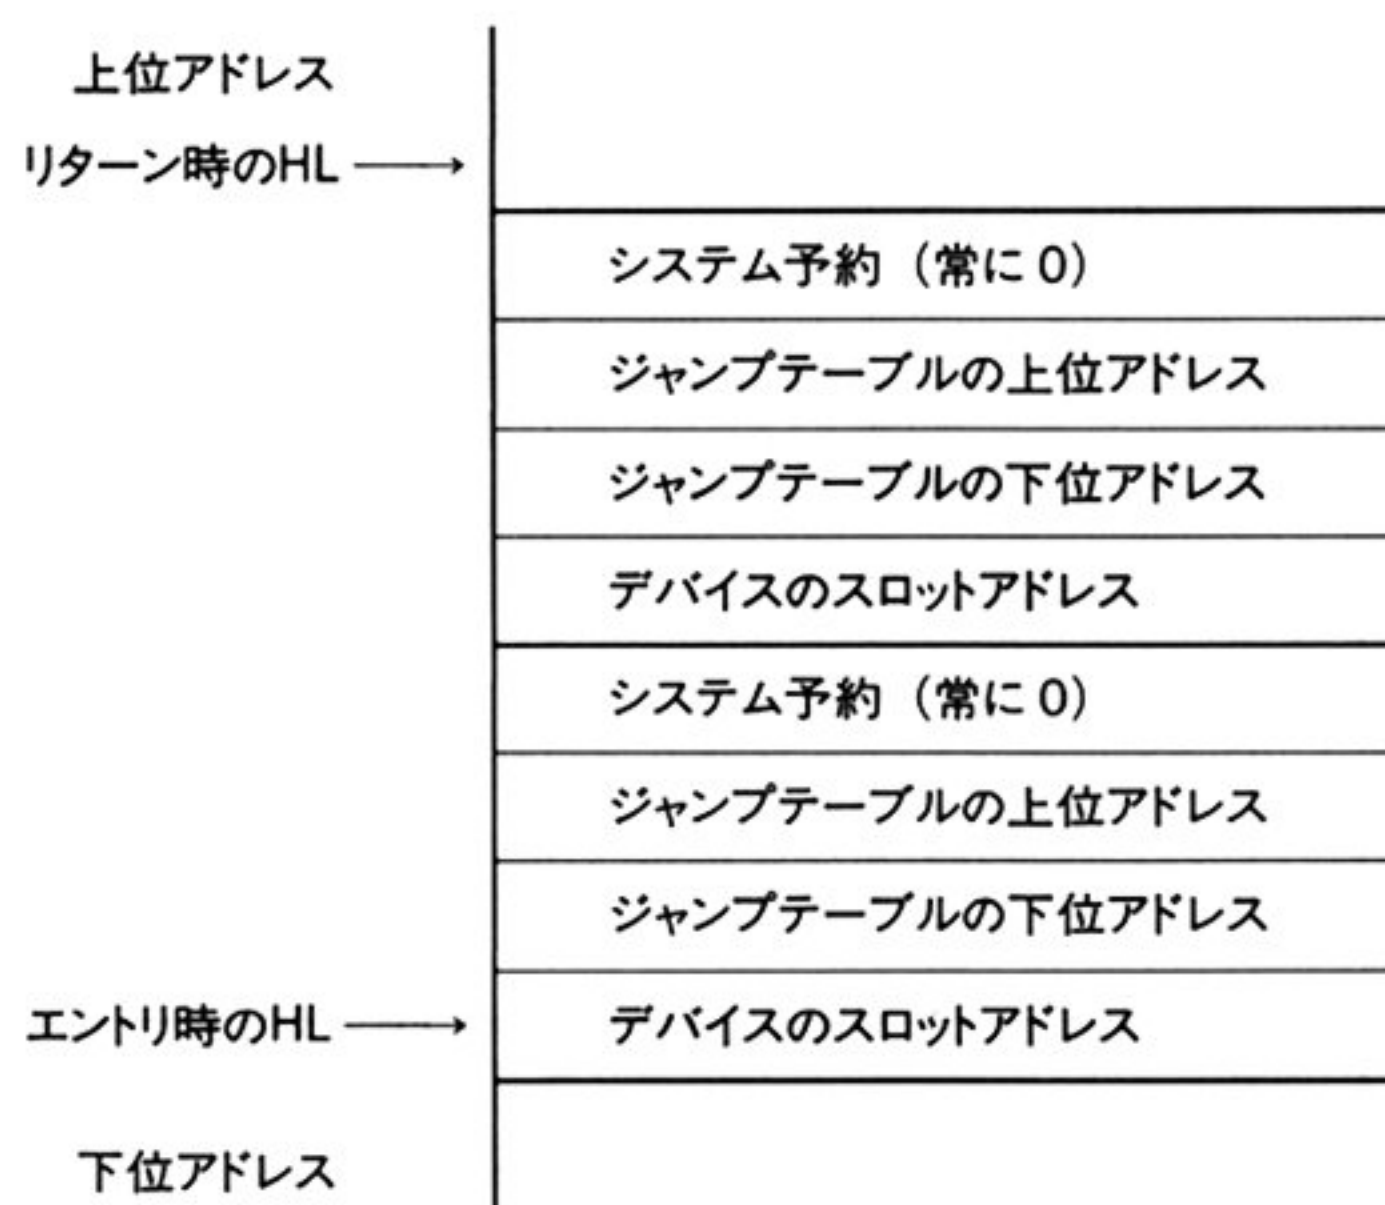 上位アドレス
リターン時のHL
システム予約（常に0）
ジャンプテーブルの上位アドレス
ジャンプテーブルの下位アドレス
デバイスのスロットアドレス
システム予約（常に0）
ジャンプテーブルの上位アドレス
ジャンプテーブルの下位アドレス
エントリ時のHL
デバイスのスロットアドレス
下位アドレス